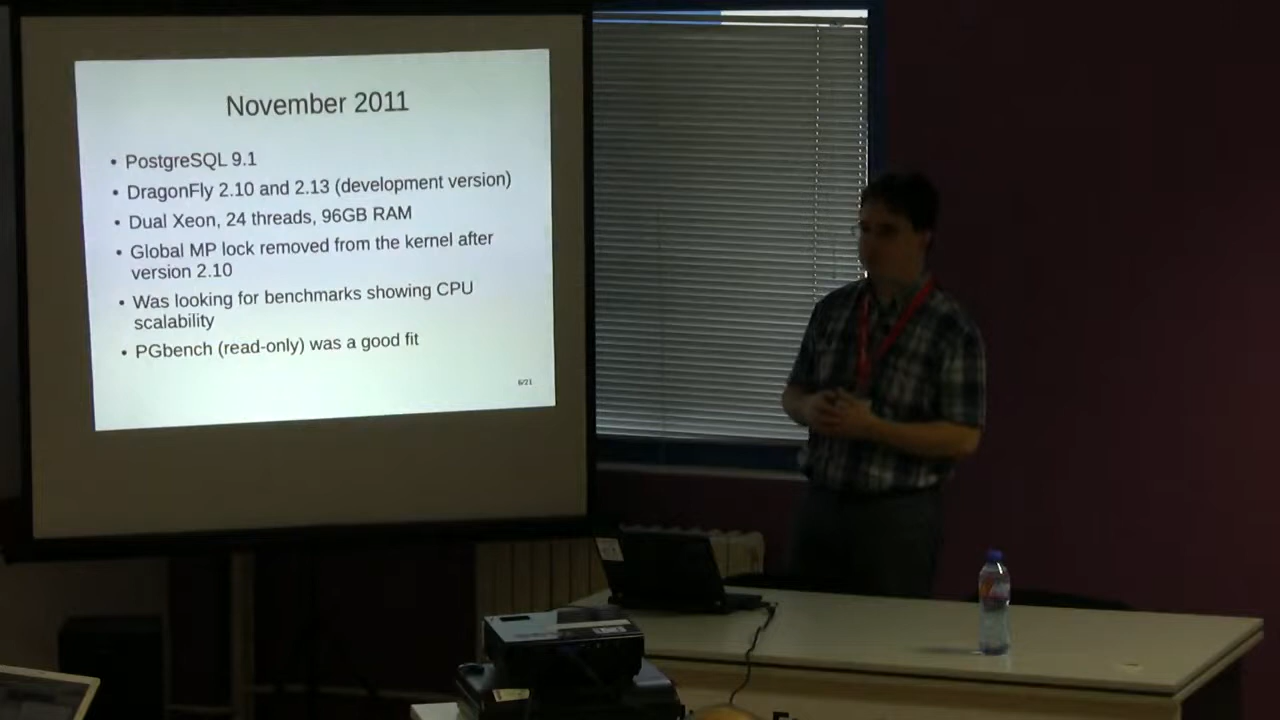 November 2011
• PostgreSQL 9.1
• DragonFly 2.10 and 2.13 (development version)
• Dual Xeon, 24 threads, 96GB RAM
• Global MP lock removed from the kernel after
version 2.10
• Was looking for benchmarks showing CPU
scalability
• PGbench (read-only) was a good fit
6/21